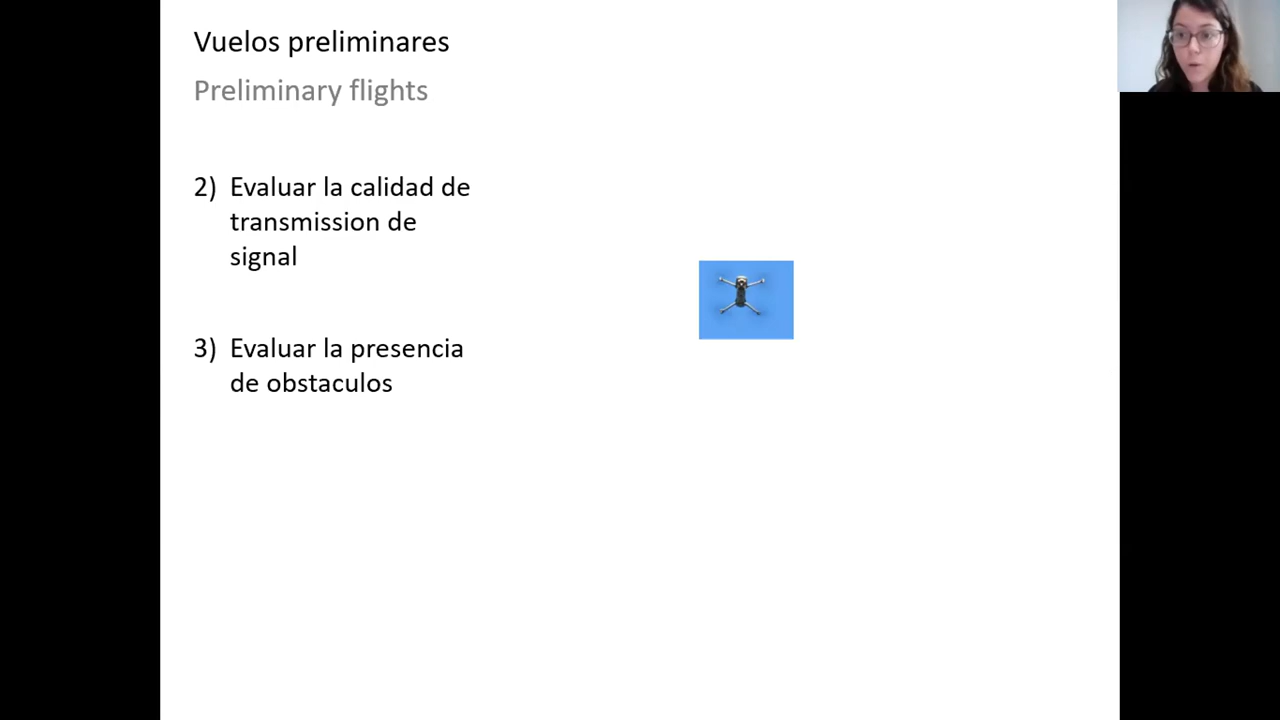 Vuelos preliminares
Preliminary flights
2) Evaluar la calidad de
transmission de
signal
3) Evaluar la presencia
de obstaculos